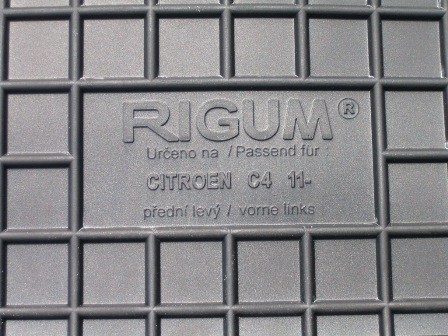 RIGUM®
Určeno na / Passend für
CITROEN C4 11-
přední levý / vorne links